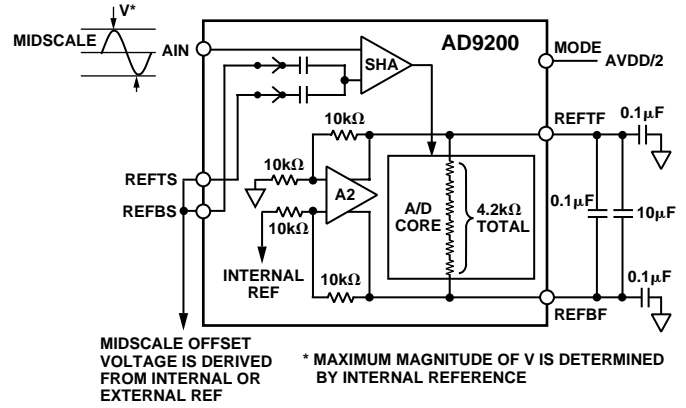 V*
MIDSCALE
AIN
AD9200
MODE
AVDD/2
SHA
0.1µF
REFTF
10kΩ
10kΩ
REFTS
REFBS
A2
A/D
CORE
4.2kΩ
TOTAL
0.1µF
10µF
10kΩ
INTERNAL
REF
10kΩ
0.1µF
REFBF
MIDSCALE OFFSET
VOLTAGE IS DERIVED
FROM INTERNAL OR
EXTERNAL REF
* MAXIMUM MAGNITUDE OF V IS DETERMINED
BY INTERNAL REFERENCE